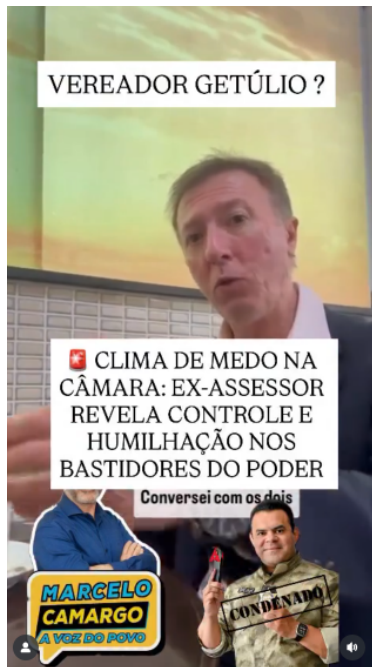 VEREADOR GETÚLIO ?
🚨 CLIMA DE MEDO NA
CÂMARA: EX-ASSESSOR
REVELA CONTROLE E
HUMILHAÇÃO NOS
BASTIDORES DO PODER
Conversei com os dois
MARCELO
CAMARGO
A VOZ DO POVO
CONDENADO